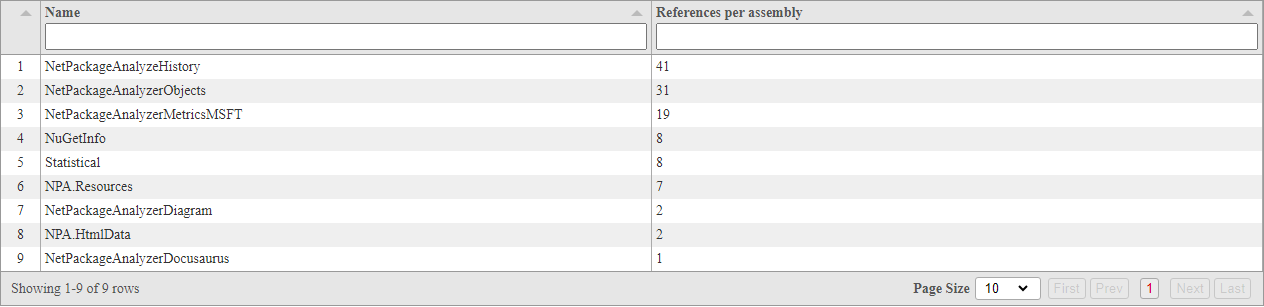 Name References per assembly
1 NetPackageAnalyzeHistory 41
2 NetPackageAnalyzerObjects 31
3 NetPackageAnalyzerMetricsMSFT 19
4 NuGetInfo 8
5 Statistical 8
6 NPA.Resources 7
7 NetPackageAnalyzerDiagram 2
8 NPA.HtmlData 2
9 NetPackageAnalyzerDocusaurus 1
Showing 1-9 of 9 rows Page Size 10 First Prev 1 Next Last